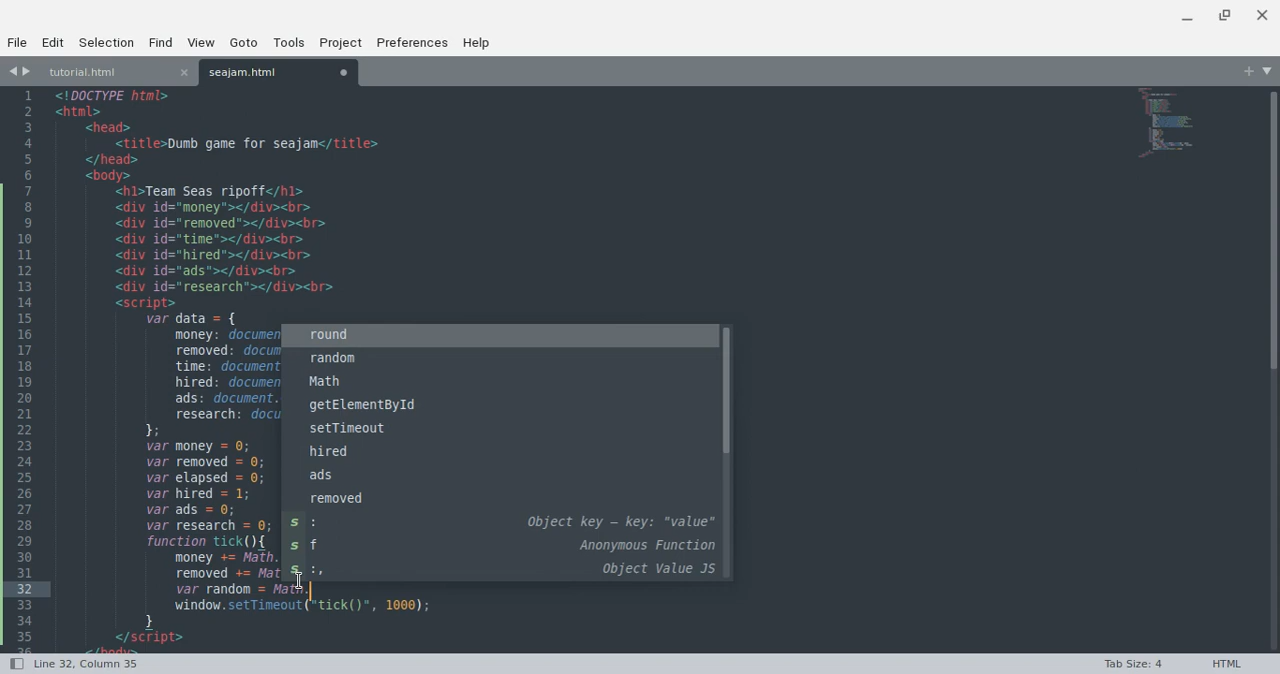 File Edit Selection Find View Goto Tools Project Preferences Help
tutorial.html × seajam.html
1 <!DOCTYPE html>
2 <html>
3 <head>
4 <title>Dumb game for seajam</title>
5 </head>
6 <body>
7 <h1>Team Seas ripoff</h1>
8 <div id="money"></div><br>
9 <div id="removed"></div><br>
10 <div id="time"></div><br>
11 <div id="hired"></div><br>
12 <div id="ads"></div><br>
13 <div id="research"></div><br>
14 <script>
15 var data = {
16 money: documen
17 removed: docum
18 time: document
19 hired: documen
20 ads: document.
21 research: docu
22 };
23 var money = 0;
24 var removed = 0;
25 var elapsed = 0;
26 var hired = 1;
27 var ads = 0;
28 var research = 0;
29 function tick(){
30 money += Math.
31 removed += Mat
32 var random = Math.
33 window.setTimeout("tick()", 1000);
34 }
35 </script>
36 </body>
round
random
Math
getElementById
setTimeout
hired
ads
removed
s : Object key — key: "value"
s f Anonymous Function
s :, Object Value JS
Line 32, Column 35 Tab Size: 4 HTML